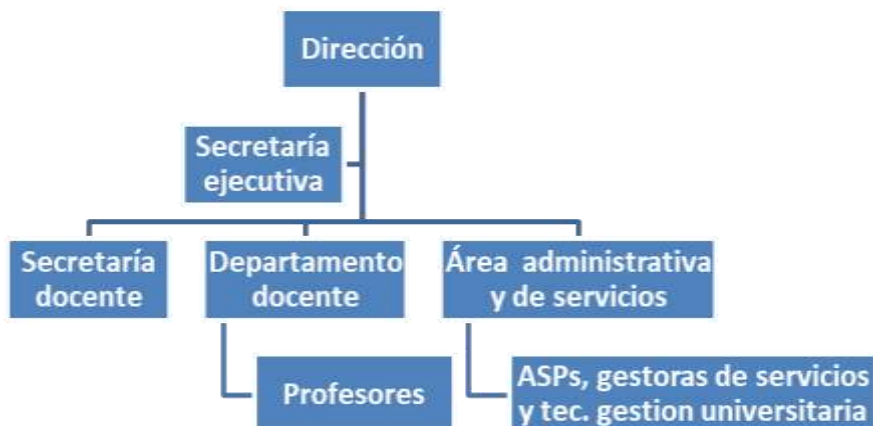 Dirección
Secretaría
ejecutiva
Secretaría
docente
Departamento
docente
Área administrativa
y de servicios
Profesores
ASPs, gestoras de servicios
y tec. gestion universitaria